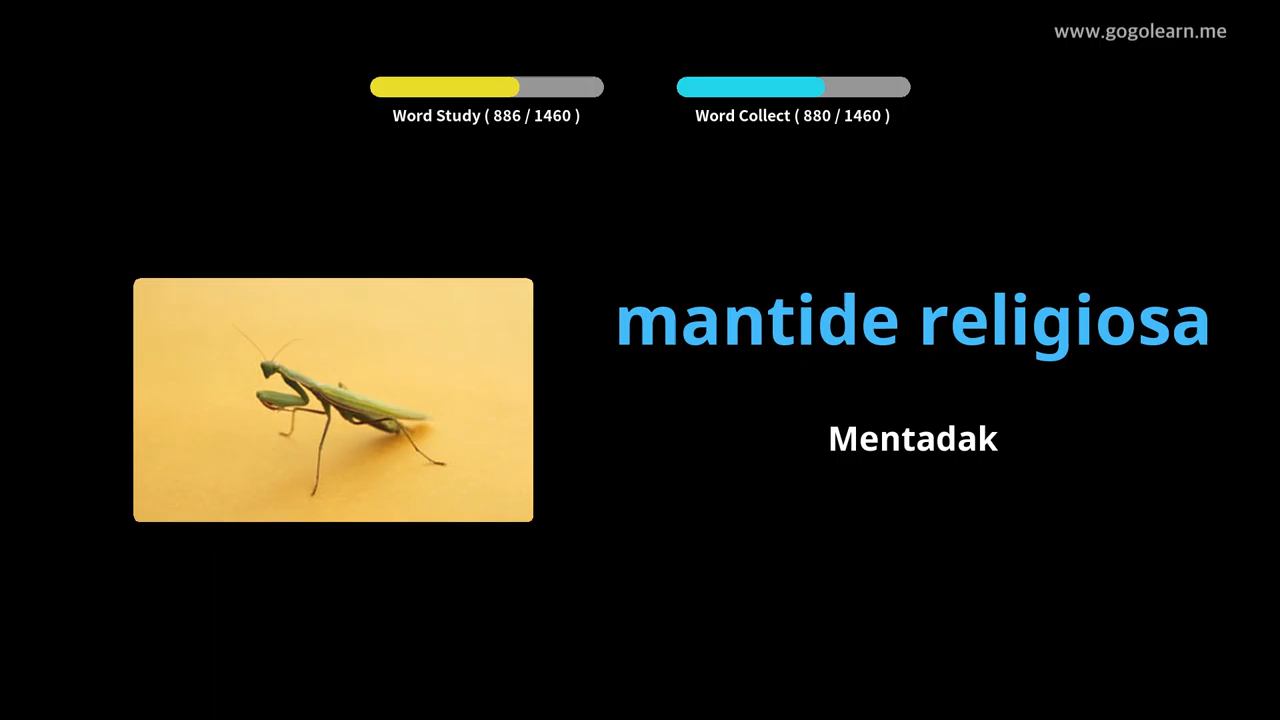 www.gogolearn.me
Word Study ( 886 / 1460 )
Word Collect ( 880 / 1460 )
mantide religiosa
Mentadak